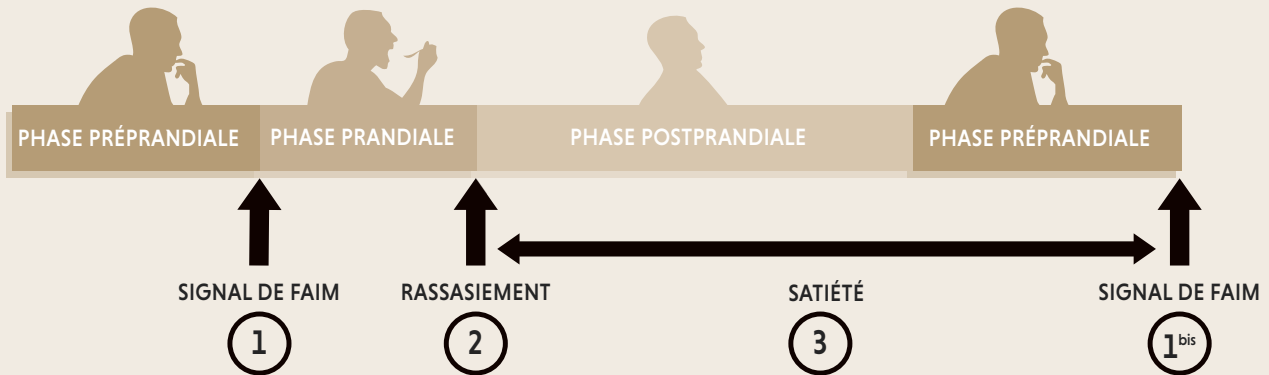 PHASE PRÉPRANDIALE
PHASE PRANDIALE
PHASE POSTPRANDIALE
PHASE PRÉPRANDIALE
SIGNAL DE FAIM
RASSASIEMENT
SATIÉTÉ
SIGNAL DE FAIM
1
2
3
1bis